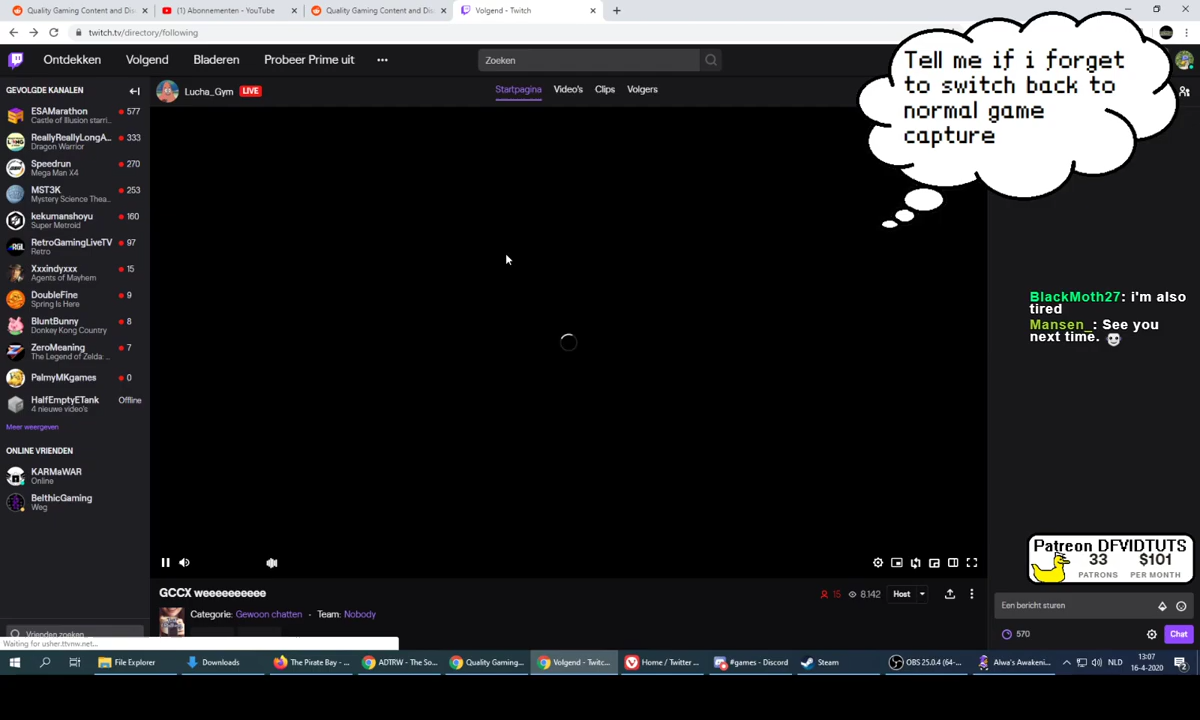 Quality Gaming Content and Dis
(1) Abonnementen - YouTube
Quality Gaming Content and Dis
Volgend - Twitch
twitch.tv/directory/following
Ontdekken
Volgend
Bladeren
Probeer Prime uit
Zoeken
Tell me if i forget
to switch back to
normal game
capture
GEVOLGDE KANALEN
Lucha_Gym LIVE
Startpagina
Video's
Clips
Volgers
ESAMarathon 577
Castle of Illusion starri...
ReallyReallyLongA... 333
Dragon Warrior
Speedrun 270
Mega Man X4
MST3K 253
Mystery Science Thea...
kekumanshoyu 160
Super Metroid
RetroGamingLiveTV 97
Retro
Xxxindyxxx 15
Agents of Mayhem
DoubleFine 9
Spring Is Here
BluntBunny 8
Donkey Kong Country
ZeroMeaning 7
The Legend of Zelda: ...
PalmyMKgames 0
HalfEmptyETank Offline
4 nieuwe video's
Meer weergeven
ONLINE VRIENDEN
KARMaWAR
Online
BelthicGaming
Weg
BlackMoth27: i'm also
tired
Mansen_: See you
next time.
Patreon DFVIDTUTS
33 $101
PATRONS PER MONTH
GCCX weeeeeeeeee
15 8.142 Host
Categorie: Gewoon chatten · Team: Nobody
Een bericht sturen
570
Chat
Vrienden zoeken
Waiting for usher.ttvnw.net...
File Explorer
Downloads
The Pirate Bay - ...
ADTRW - The So...
Quality Gaming...
Volgend - Twitc...
Home / Twitter ...
#games - Discord
Steam
OBS 25.0.4 (64-...
Alwa's Awakeni...
NLD
13:07
16-4-2020
2